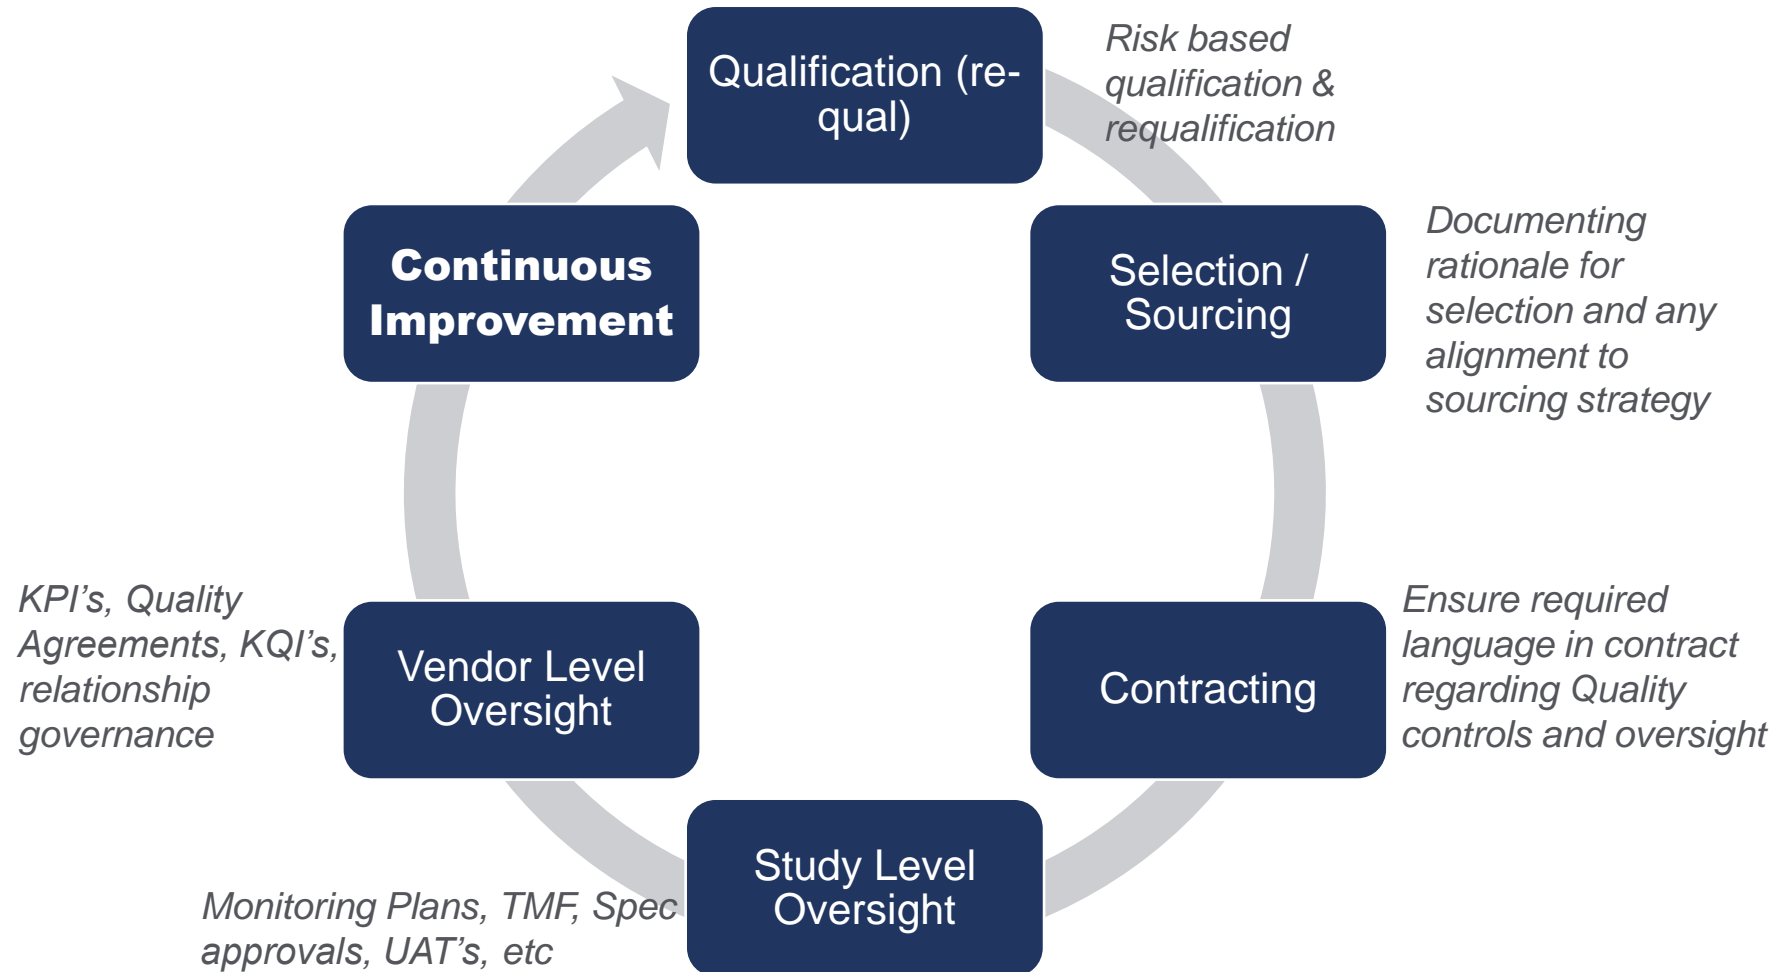 Qualification (re-
qual)
Risk based
qualification &
requalification
Selection /
Sourcing
Documenting
rationale for
selection and any
alignment to
sourcing strategy
Contracting
Ensure required
language in contract
regarding Quality
controls and oversight
Study Level
Oversight
Monitoring Plans, TMF, Spec
approvals, UAT’s, etc
Vendor Level
Oversight
KPI’s, Quality
Agreements, KQI’s,
relationship
governance
Continuous
Improvement